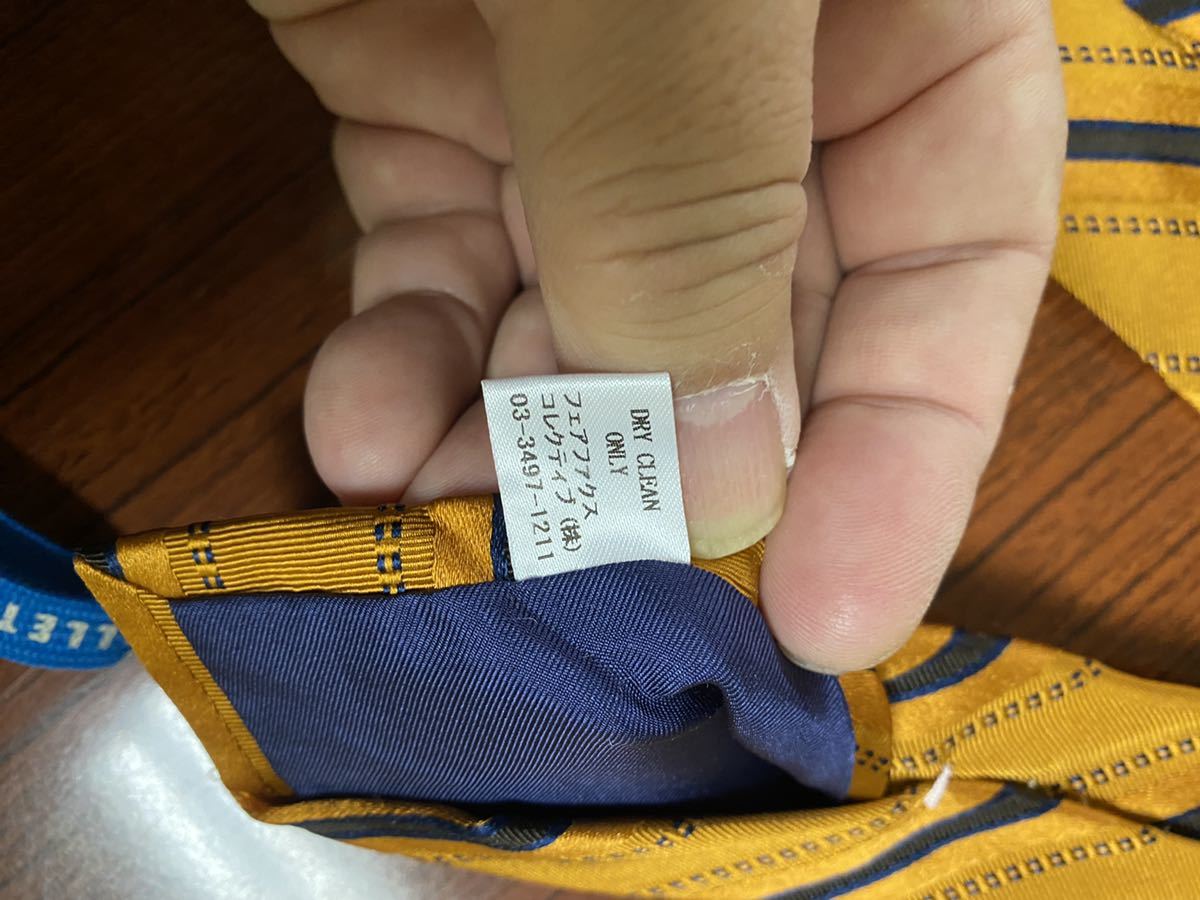 DRY CLEAN
ONLY
フェアファクス
コレクティブ(株)
03-3497-1211
LLET